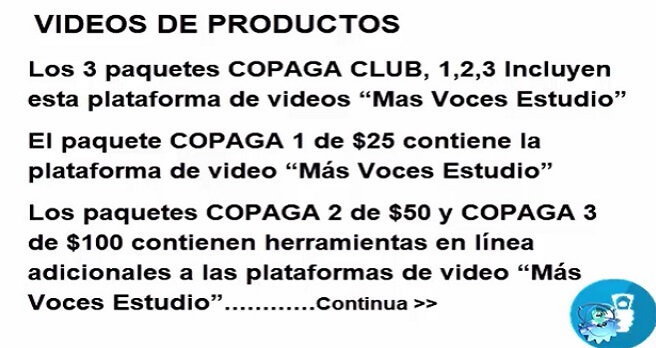 VIDEOS DE PRODUCTOS
Los 3 paquetes COPAGA CLUB, 1,2,3 Incluyen
esta plataforma de videos “Mas Voces Estudio”
El paquete COPAGA 1 de $25 contiene la
plataforma de video “Más Voces Estudio”
Los paquetes COPAGA 2 de $50 y COPAGA 3
de $100 contienen herramientas en línea
adicionales a las plataformas de video “Más
Voces Estudio”............Continua >>